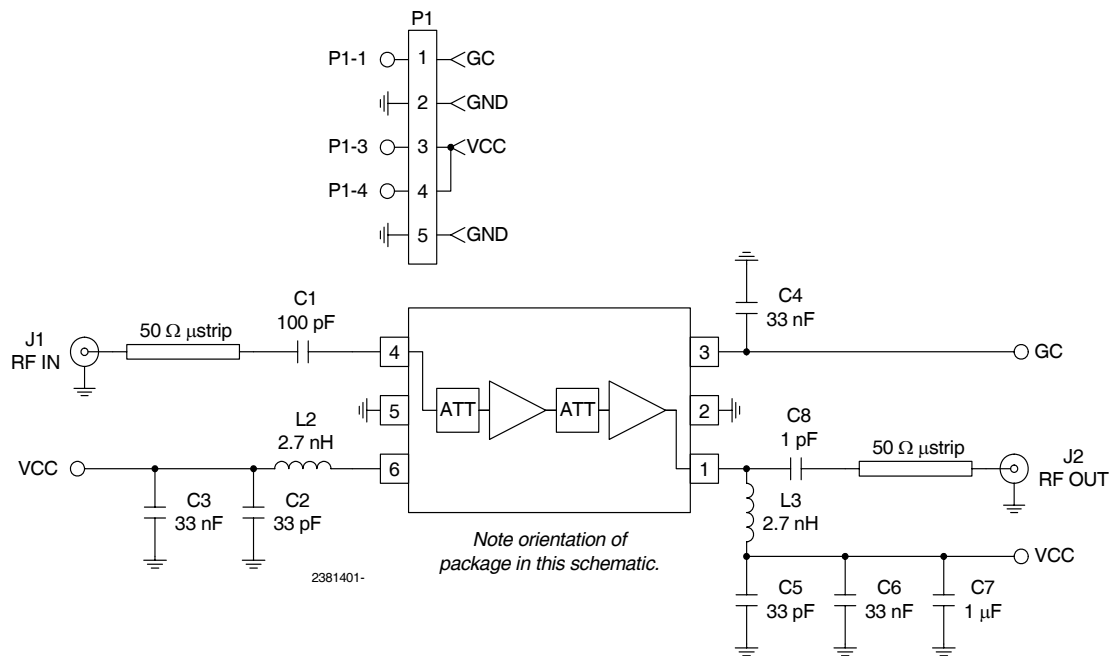 P1
P1-1
1
GC
2
GND
P1-3
3
VCC
P1-4
4
5
GND
J1
RF IN
50 Ω μstrip
C1
100 pF
4
3
C4
33 nF
GC
5
ATT
ATT
2
VCC
C3
33 nF
C2
33 pF
L2
2.7 nH
6
1
C8
1 pF
50 Ω μstrip
J2
RF OUT
L3
2.7 nH
VCC
C5
33 pF
C6
33 nF
C7
1 μF
Note orientation of
package in this schematic.
2381401-